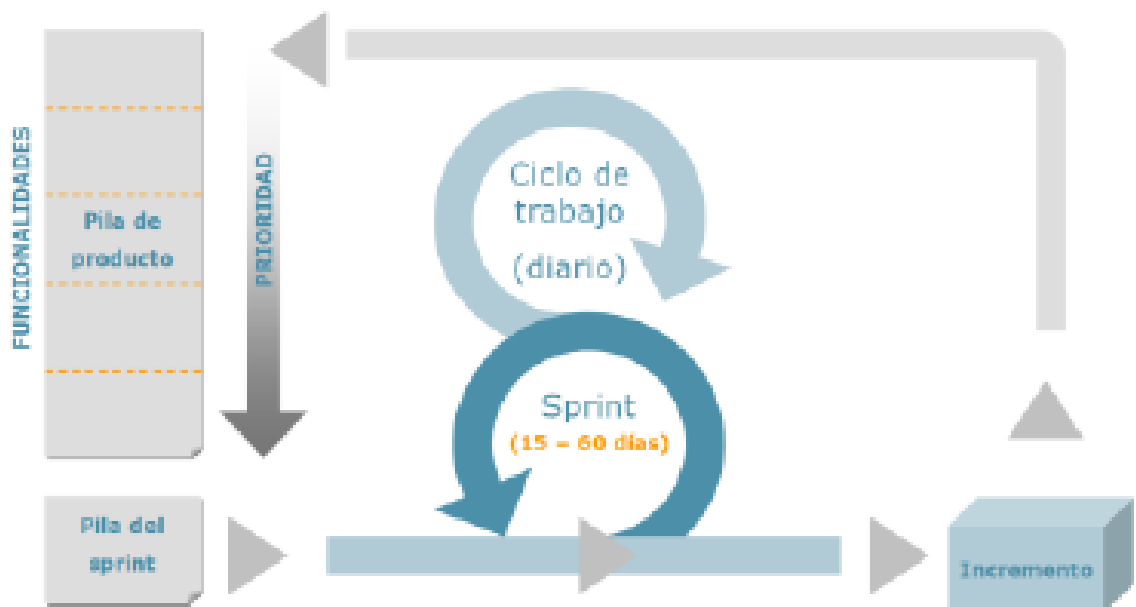 FUNCIONALIDADES
Pila de
producto
PRIORIDAD
Ciclo de
trabajo
(diario)
Sprint
(15 – 60 días)
Pila del
sprint
Incremento